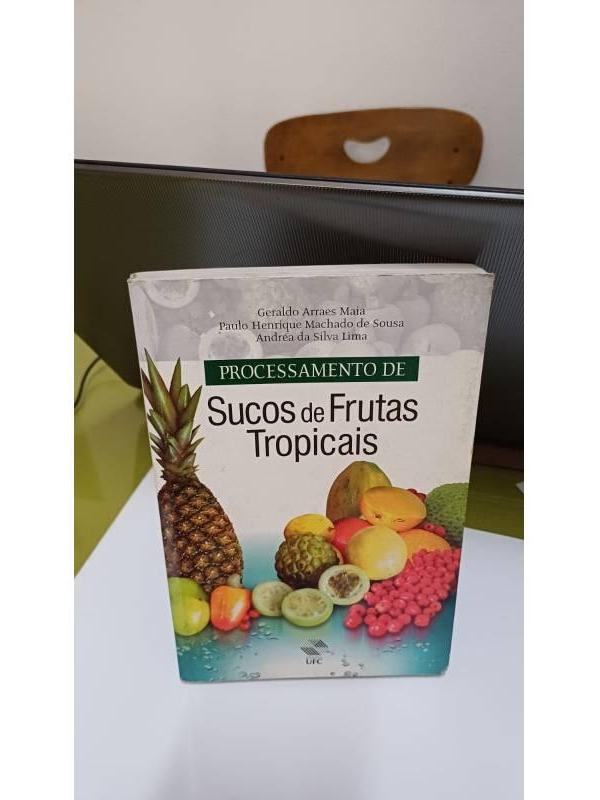 Geraldo Arraes Maia
Paulo Henrique Machado de Sousa
Andréa da Silva Lima
PROCESSAMENTO DE
Sucos de Frutas
Tropicais
UFC